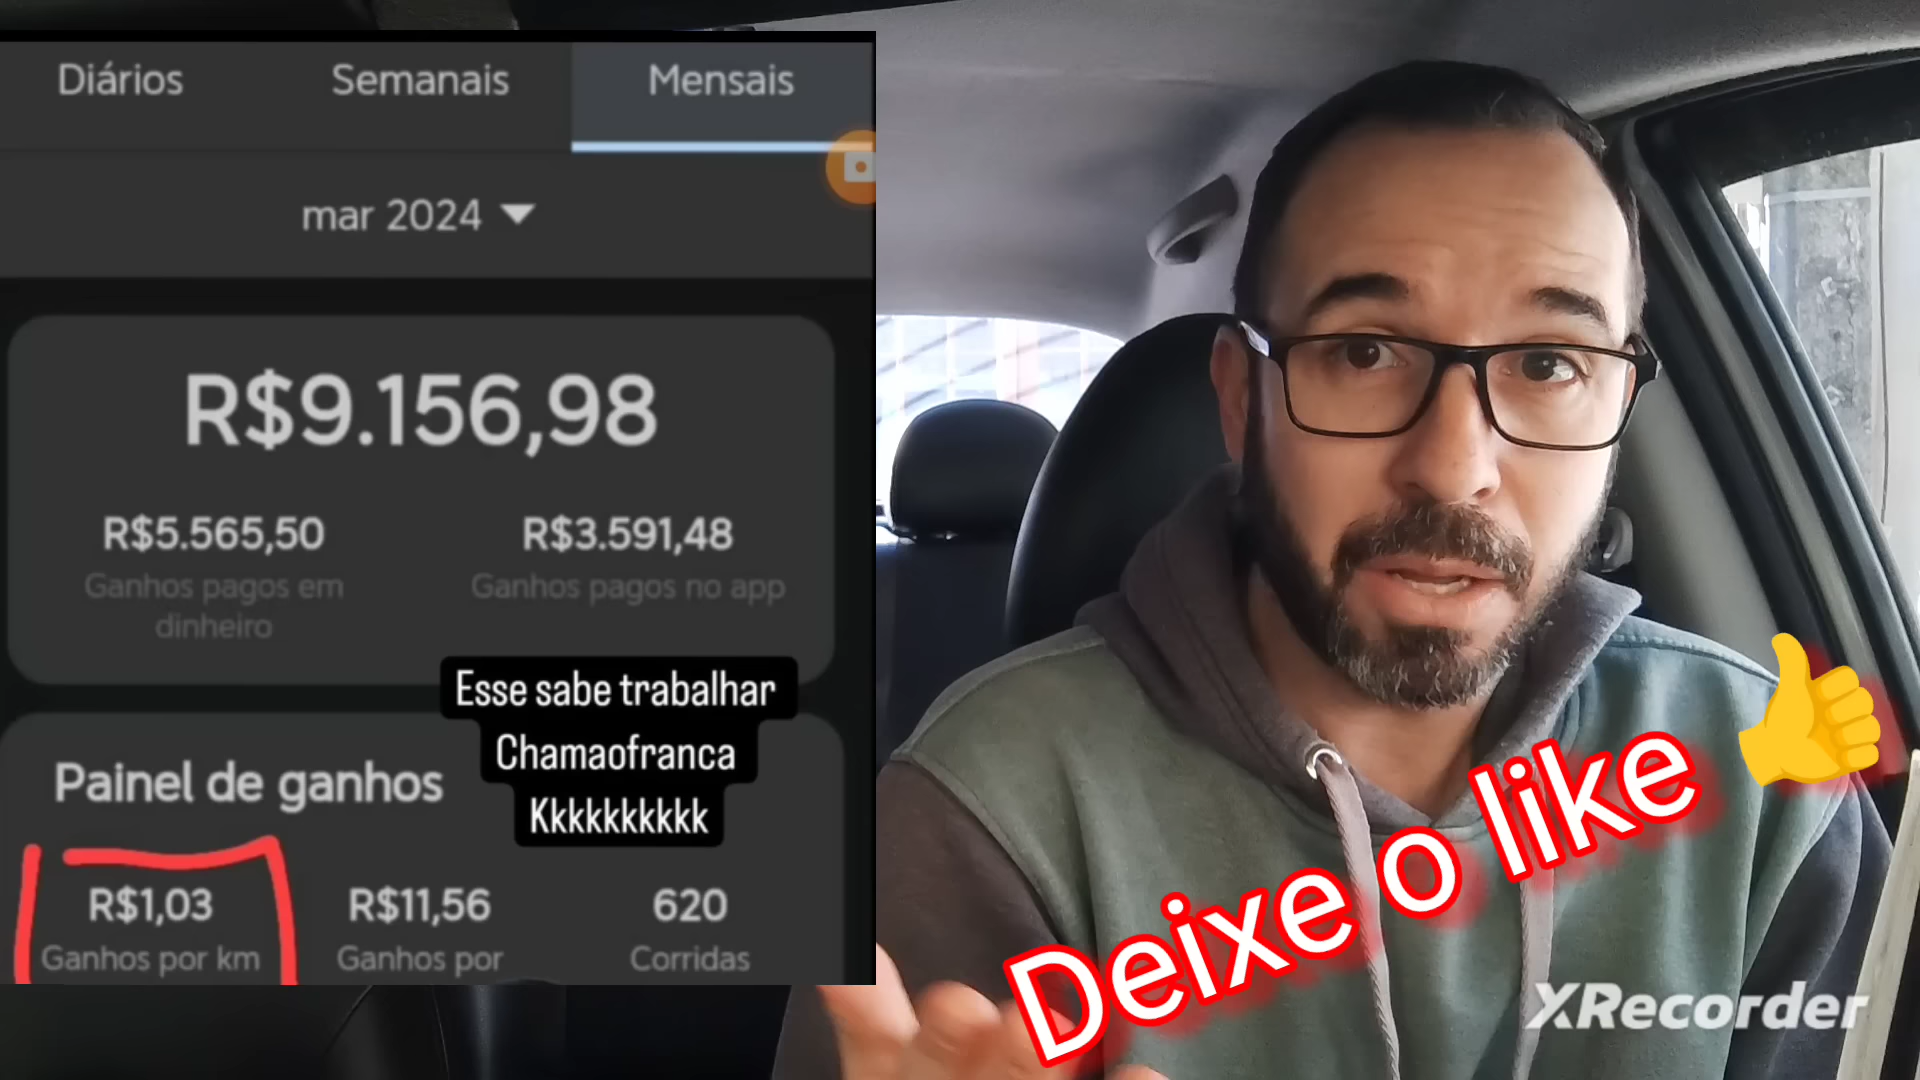 Diários Semanais Mensais
mar 2024
R$9.156,98
R$5.565,50 R$3.591,48
Ganhos pagos em Ganhos pagos no app
dinheiro
Esse sabe trabalhar
Chamaofranca
Kkkkkkkkkk
Painel de ganhos
R$1,03 R$11,56 620
Ganhos por km Ganhos por Corridas
Deixe o like
XRecorder